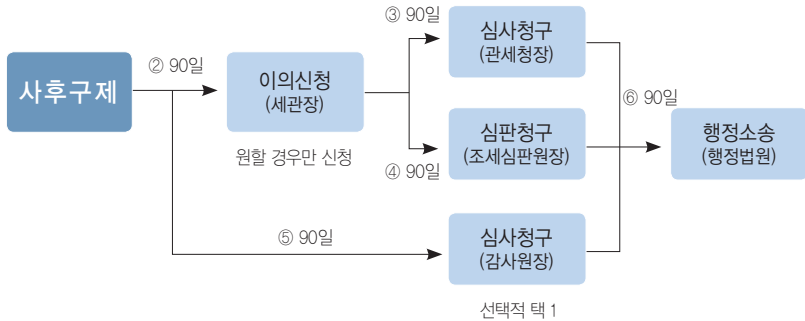 ③ 90일
심사청구
(관세청장)
② 90일
사후구제
이의신청
(세관장)
⑥ 90일
원할 경우만 신청
④ 90일
심판청구
(조세심판원장)
행정소송
(행정법원)
⑤ 90일
심사청구
(감사원장)
선택적 택 1